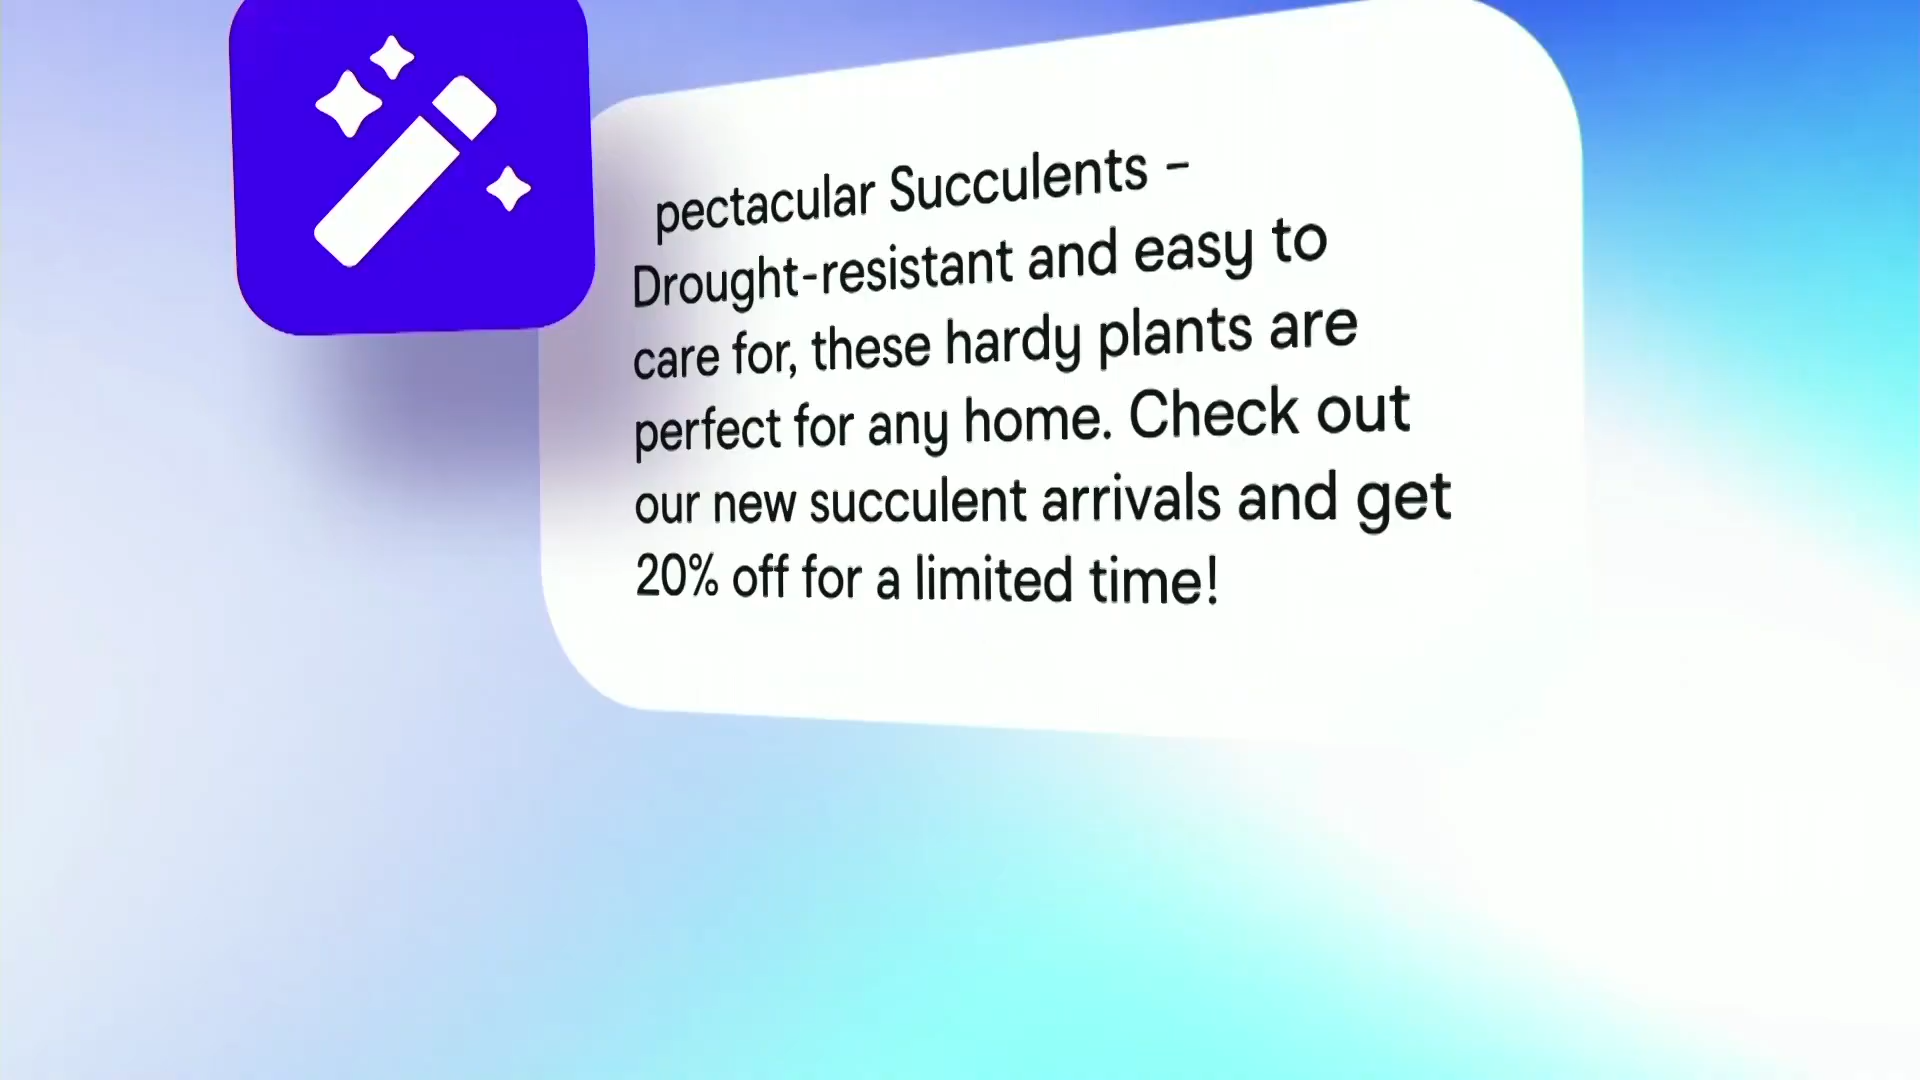 pectacular Succulents –
Drought-resistant and easy to
care for, these hardy plants are
perfect for any home. Check out
our new succulent arrivals and get
20% off for a limited time!